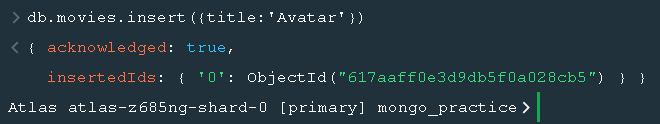 > db.movies.insert({title:'Avatar'})
< { acknowledged: true,
insertedIds: { '0': ObjectId("617aaff0e3d9db5f0a028cb5") } }
Atlas atlas-z685ng-shard-0 [primary] mongo_practice>